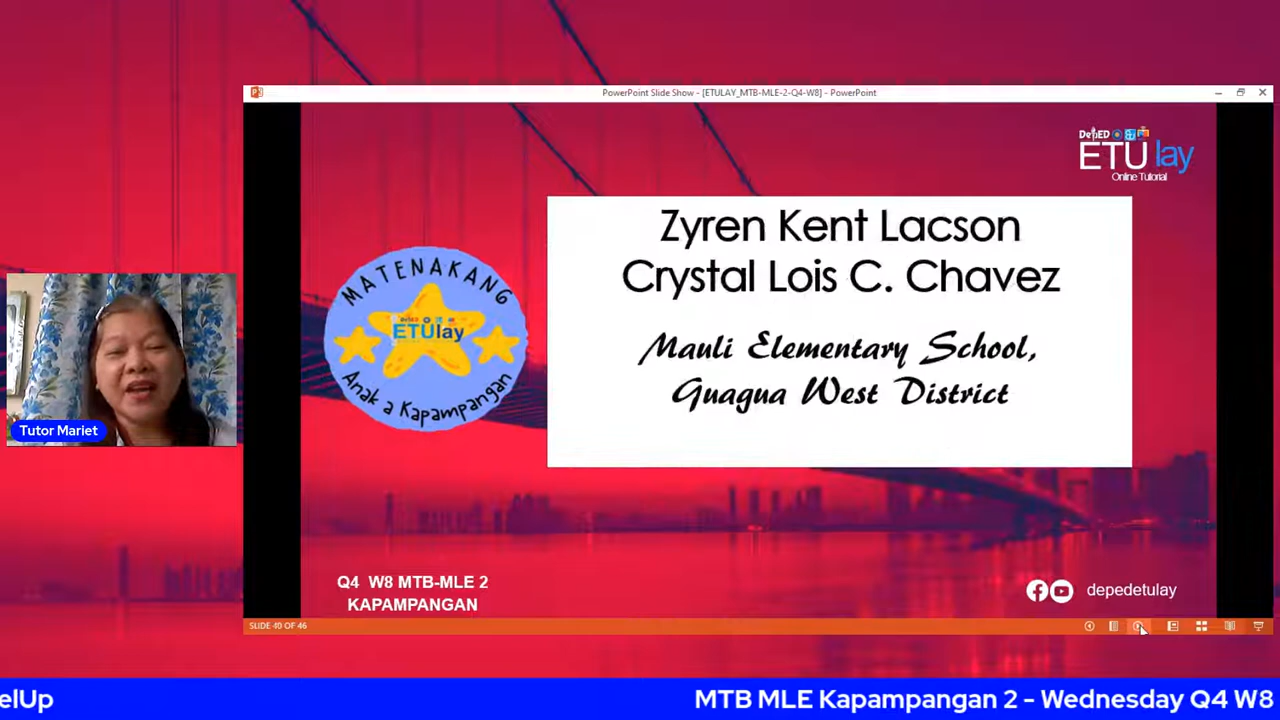 PowerPoint Slide Show - [ETULAY_MTB-MLE-2-Q4-W8] - PowerPoint
DepED
ETUlay
Online Tutorial
Zyren Kent Lacson
Crystal Lois C. Chavez
Mauli Elementary School,
Guagua West District
MATENAKANG
ETUlay
Anak a Kapampangan
Tutor Mariet
Q4 W8 MTB-MLE 2
KAPAMPANGAN
depedetulay
SLIDE 40 OF 46
elUp
MTB MLE Kapampangan 2 - Wednesday Q4 W8